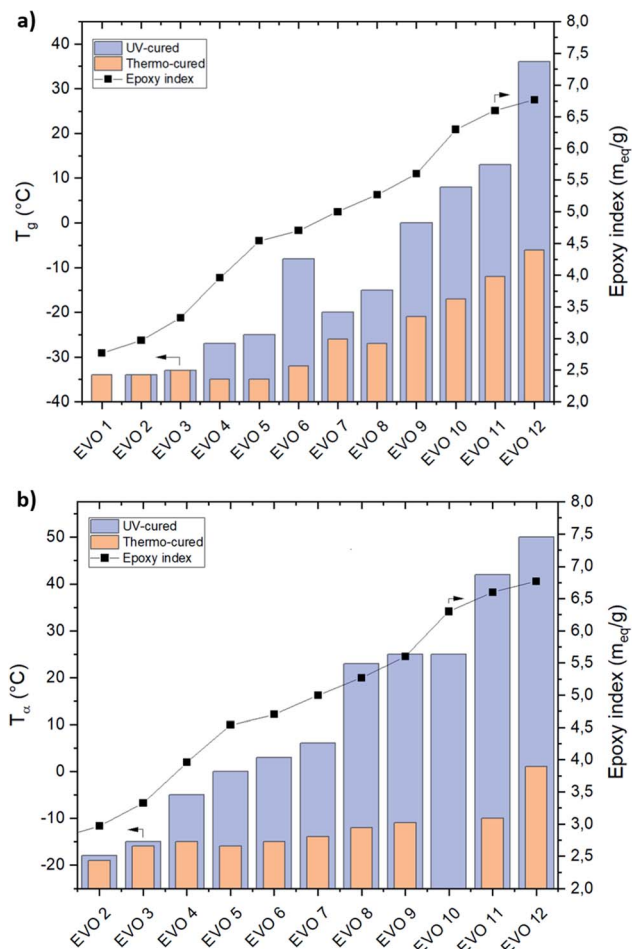 a)
UV-cured
Thermo-cured
Epoxy index
40
30
20
10
0
-10
-20
-30
-40
T_g (°C)
8,0
7,5
7,0
6,5
6,0
5,5
5,0
4,5
4,0
3,5
3,0
2,5
2,0
Epoxy index (m_eq/g)
EVO 1
EVO 2
EVO 3
EVO 4
EVO 5
EVO 6
EVO 7
EVO 8
EVO 9
EVO 10
EVO 11
EVO 12
b)
UV-cured
Thermo-cured
Epoxy index
50
40
30
20
10
0
-10
-20
T_α (°C)
8,0
7,5
7,0
6,5
6,0
5,5
5,0
4,5
4,0
3,5
3,0
2,5
2,0
Epoxy index (m_eq/g)
EVO 2
EVO 3
EVO 4
EVO 5
EVO 6
EVO 7
EVO 8
EVO 9
EVO 10
EVO 11
EVO 12